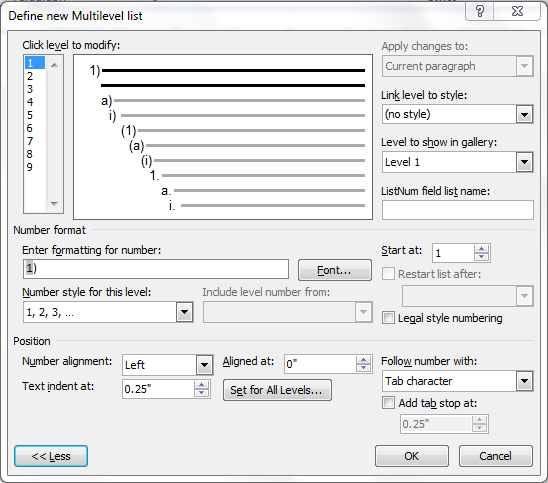 Define new Multilevel list
Click level to modify:
1
2
3
4
5
6
7
8
9
1)
a)
i)
(1)
(a)
(i)
1.
a.
i.
Apply changes to:
Current paragraph
Link level to style:
(no style)
Level to show in gallery:
Level 1
ListNum field list name:
Number format
Enter formatting for number:
1)
Font...
Start at:
1
Restart list after:
Number style for this level:
1, 2, 3, ...
Include level number from:
Legal style numbering
Position
Number alignment:
Left
Aligned at:
0"
Text indent at:
0.25"
Set for All Levels...
Follow number with:
Tab character
Add tab stop at:
0.25"
<< Less
OK
Cancel